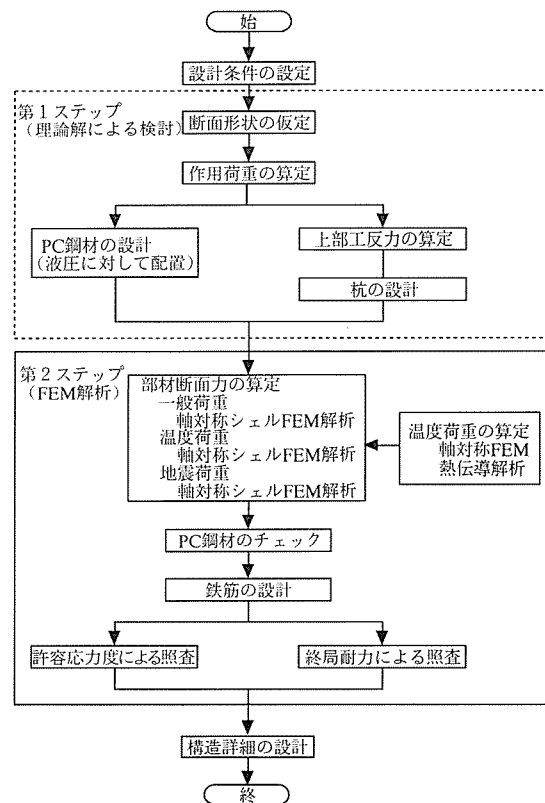 始
設計条件の設定
第1ステップ
(理論解による検討)
断面形状の仮定
作用荷重の算定
PC鋼材の設計
(液圧に対して配置)
上部工反力の算定
杭の設計
第2ステップ
(FEM解析)
部材断面力の算定
一般荷重
軸対称シェルFEM解析
温度荷重
軸対称シェルFEM解析
地震荷重
軸対称シェルFEM解析
温度荷重の算定
軸対称FEM
熱伝導解析
PC鋼材のチェック
鉄筋の設計
許容応力度による照査
終局耐力による照査
構造詳細の設計
終